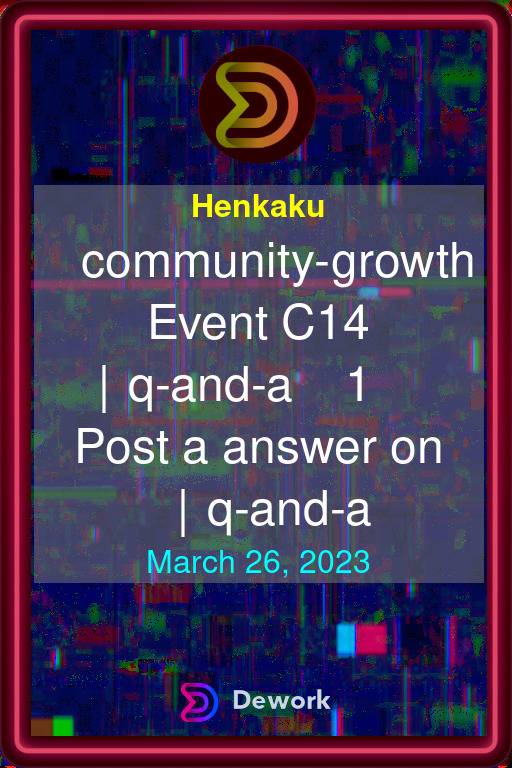 Henkaku
community-growth
Event C14
| q-and-a 1
Post a answer on
| q-and-a
March 26, 2023
Dework